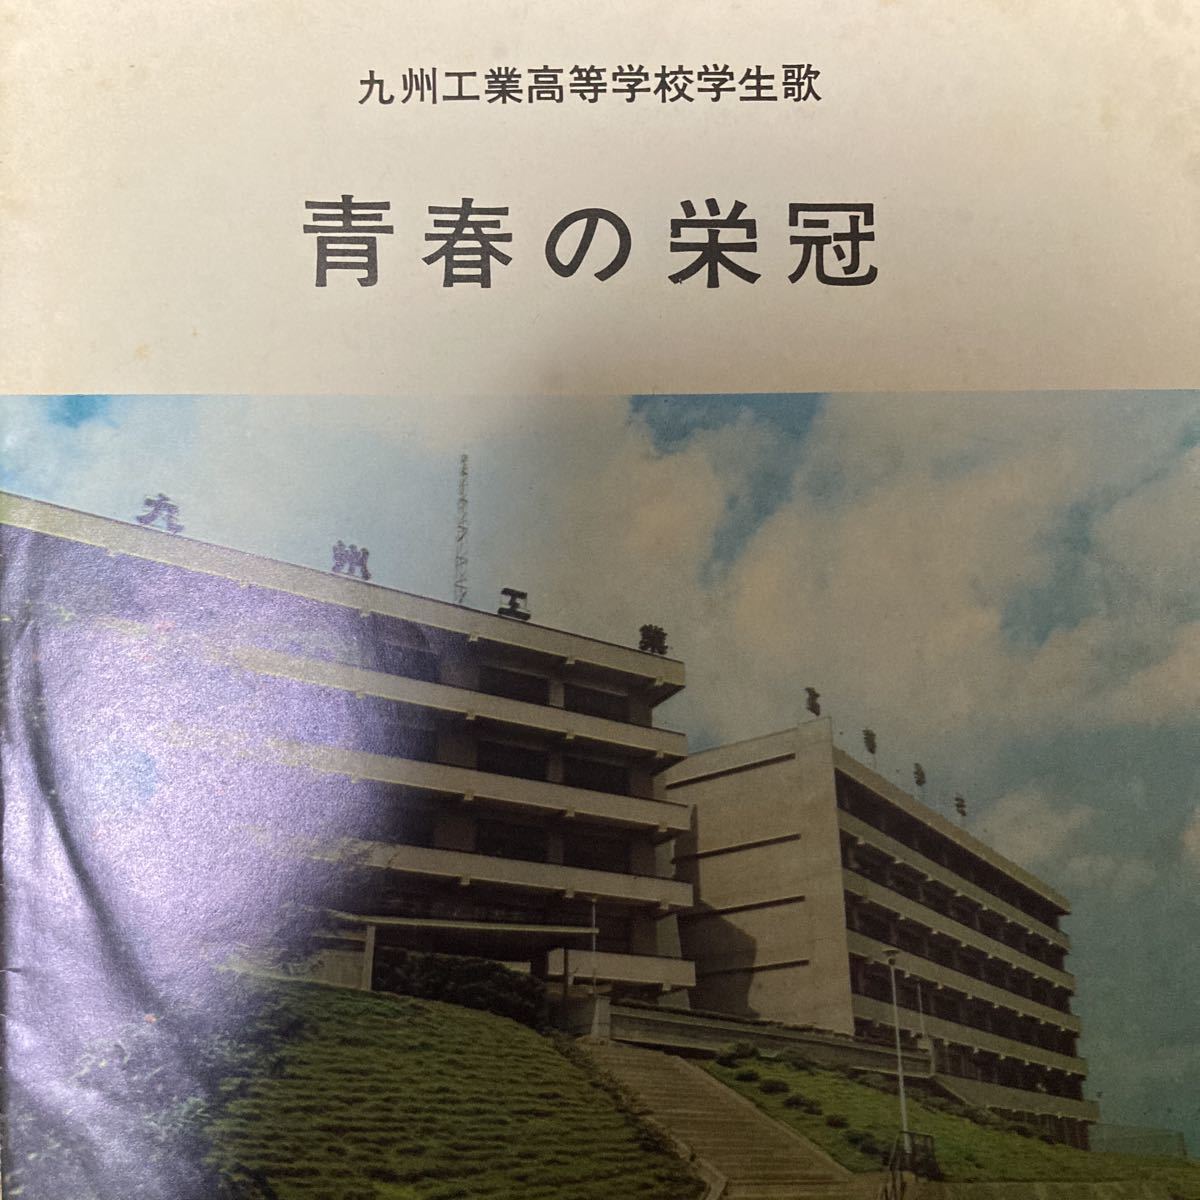 九州工業高等学校学生歌
青春の栄冠
九州工業